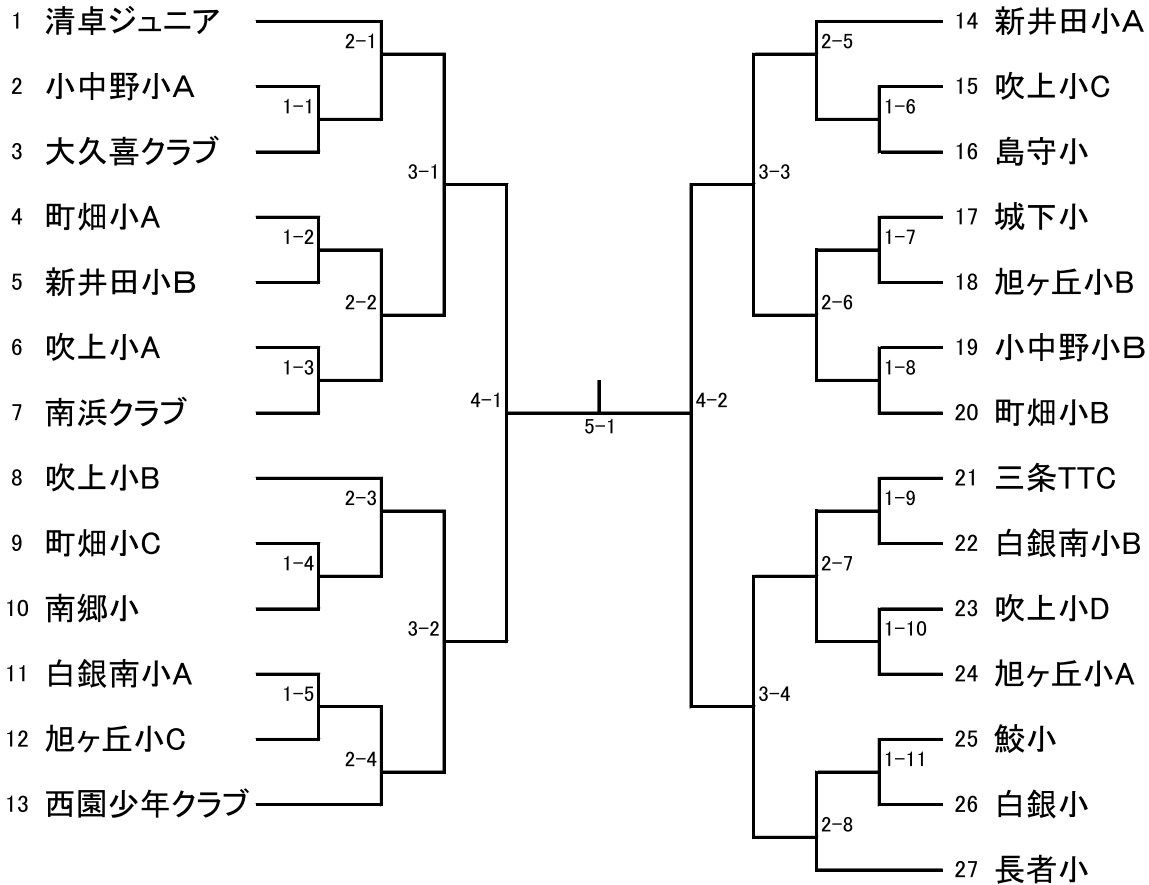 1 清卓ジュニア
2 小中野小A
3 大久喜クラブ
4 町畑小A
5 新井田小B
6 吹上小A
7 南浜クラブ
8 吹上小B
9 町畑小C
10 南郷小
11 白銀南小A
12 旭ヶ丘小C
13 西園少年クラブ
1-1
1-2
1-3
1-4
1-5
2-1
2-2
2-3
2-4
3-1
3-2
4-1
5-1
4-2
3-3
3-4
2-5
2-6
2-7
2-8
1-6
1-7
1-8
1-9
1-10
1-11
14 新井田小A
15 吹上小C
16 島守小
17 城下小
18 旭ヶ丘小B
19 小中野小B
20 町畑小B
21 三条TTC
22 白銀南小B
23 吹上小D
24 旭ヶ丘小A
25 鮫小
26 白銀小
27 長者小